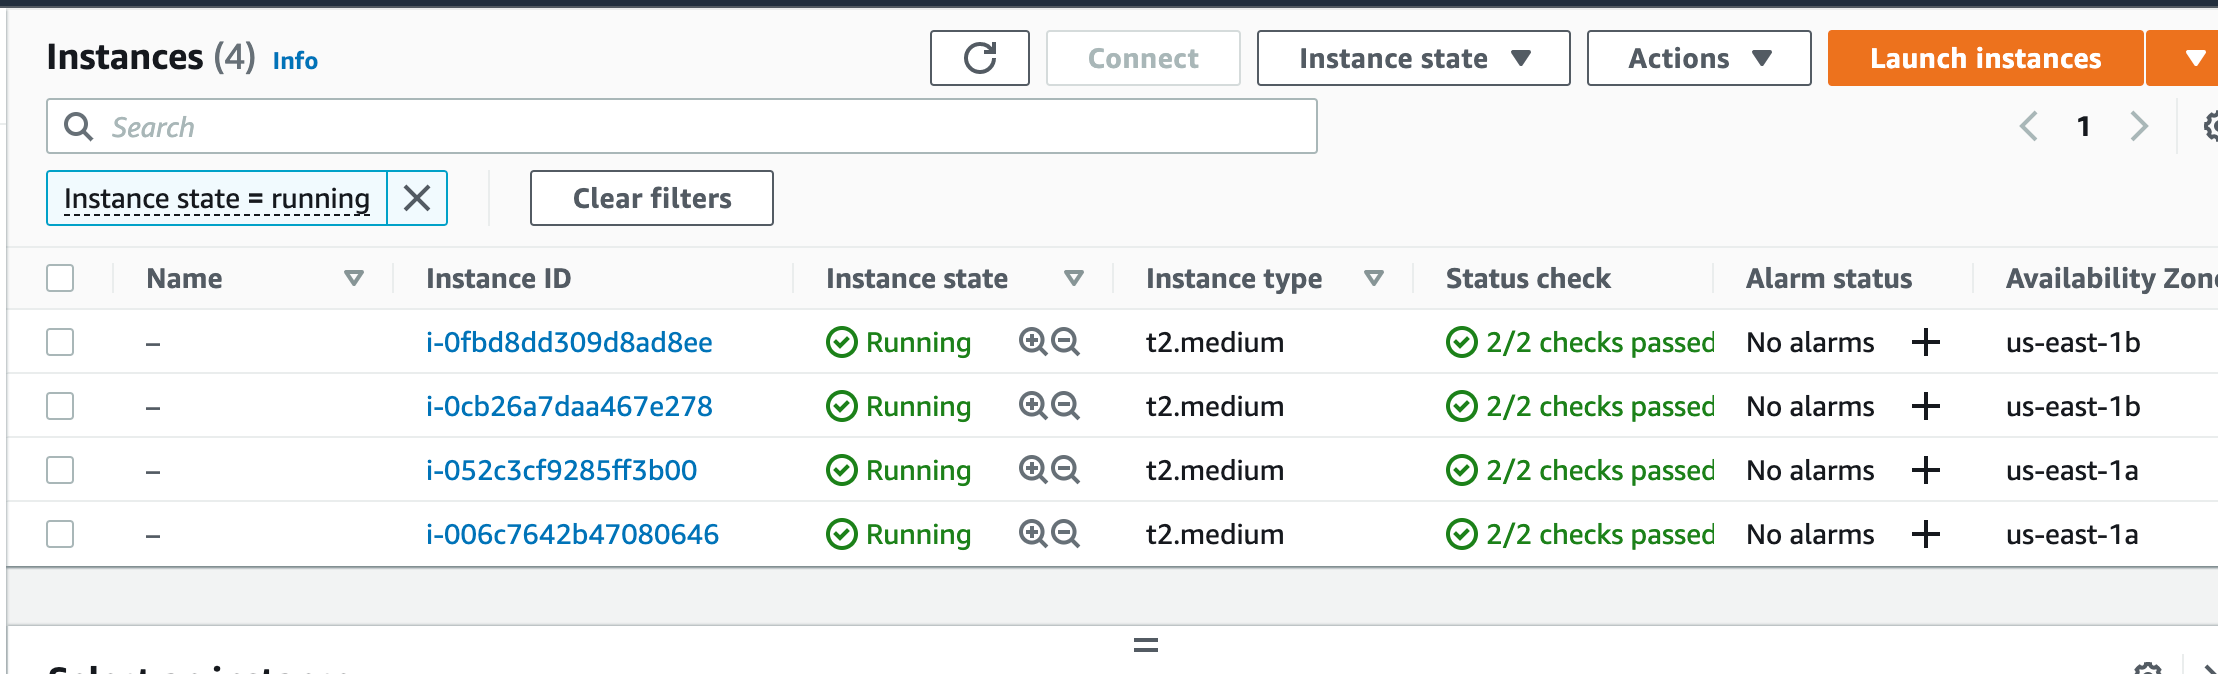 Instances (4) Info
Connect
Instance state
Actions
Launch instances
Search
1
Instance state = running
Clear filters
Name Instance ID Instance state Instance type Status check Alarm status Availability Zone
– i-0fbd8dd309d8ad8ee Running t2.medium 2/2 checks passed No alarms + us-east-1b
– i-0cb26a7daa467e278 Running t2.medium 2/2 checks passed No alarms + us-east-1b
– i-052c3cf9285ff3b00 Running t2.medium 2/2 checks passed No alarms + us-east-1a
– i-006c7642b47080646 Running t2.medium 2/2 checks passed No alarms + us-east-1a
Select an instance